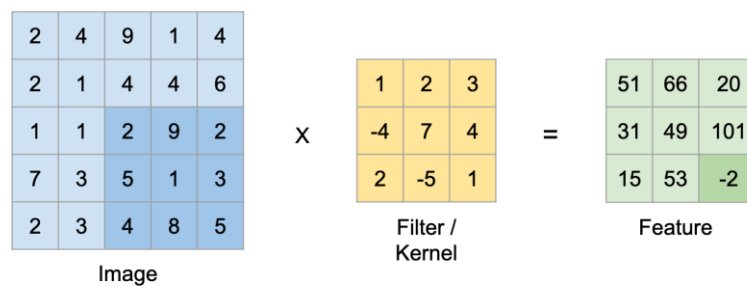 2 4 9 1 4
2 1 4 4 6
1 1 2 9 2
7 3 5 1 3
2 3 4 8 5
Image
x
1 2 3
-4 7 4
2 -5 1
Filter /
Kernel
=
51 66 20
31 49 101
15 53 -2
Feature